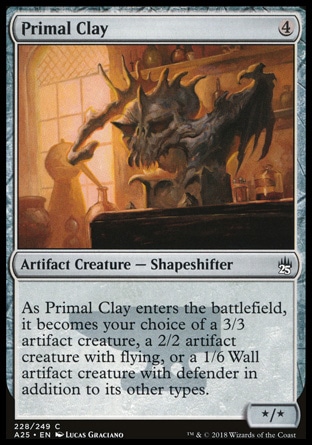 Primal Clay 4
Artifact Creature — Shapeshifter 25
As Primal Clay enters the battlefield,
it becomes your choice of a 3/3
artifact creature, a 2/2 artifact
creature with flying, or a 1/6 Wall
artifact creature with defender in
addition to its other types.
*/*
228/249 C
A25 • EN Lucas Graciano ™ & © 2018 Wizards of the Coast